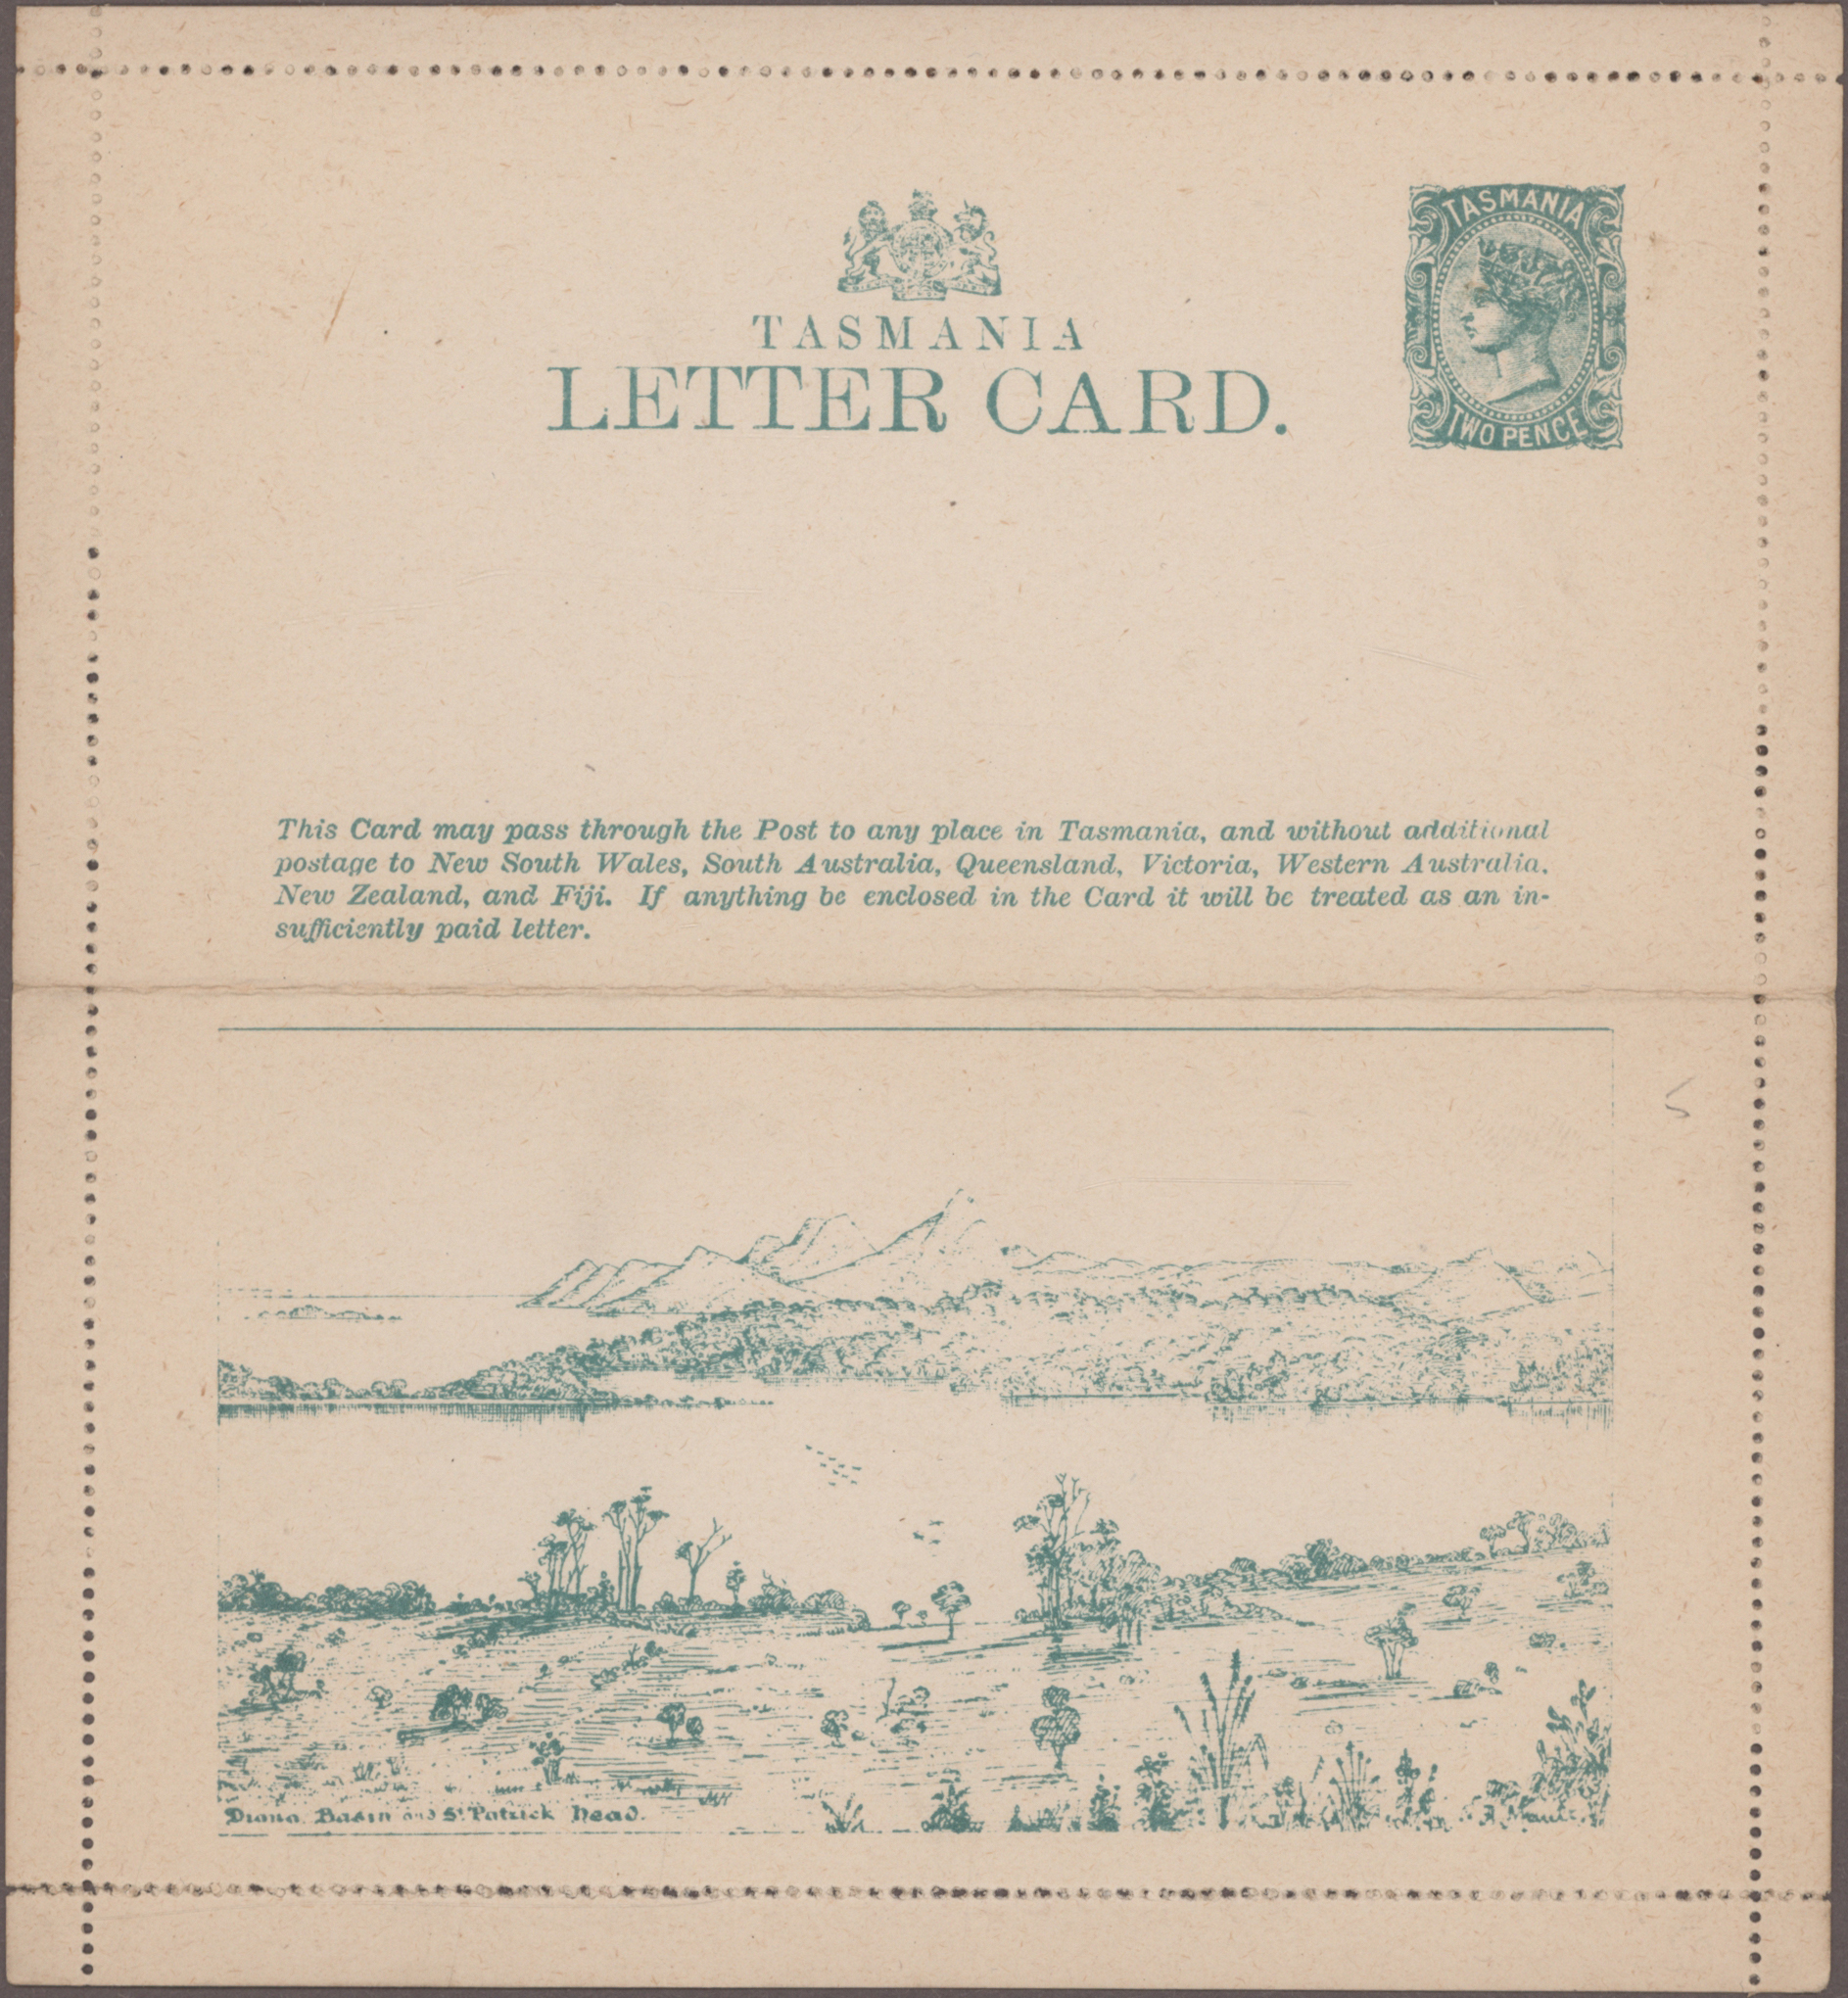 TASMANIA
LETTER CARD.
TASMANIA
TWO PENCE
This Card may pass through the Post to any place in Tasmania, and without additional
postage to New South Wales, South Australia, Queensland, Victoria, Western Australia,
New Zealand, and Fiji. If anything be enclosed in the Card it will be treated as an in-
sufficiently paid letter.
Diana Basin and St Patrick Head.